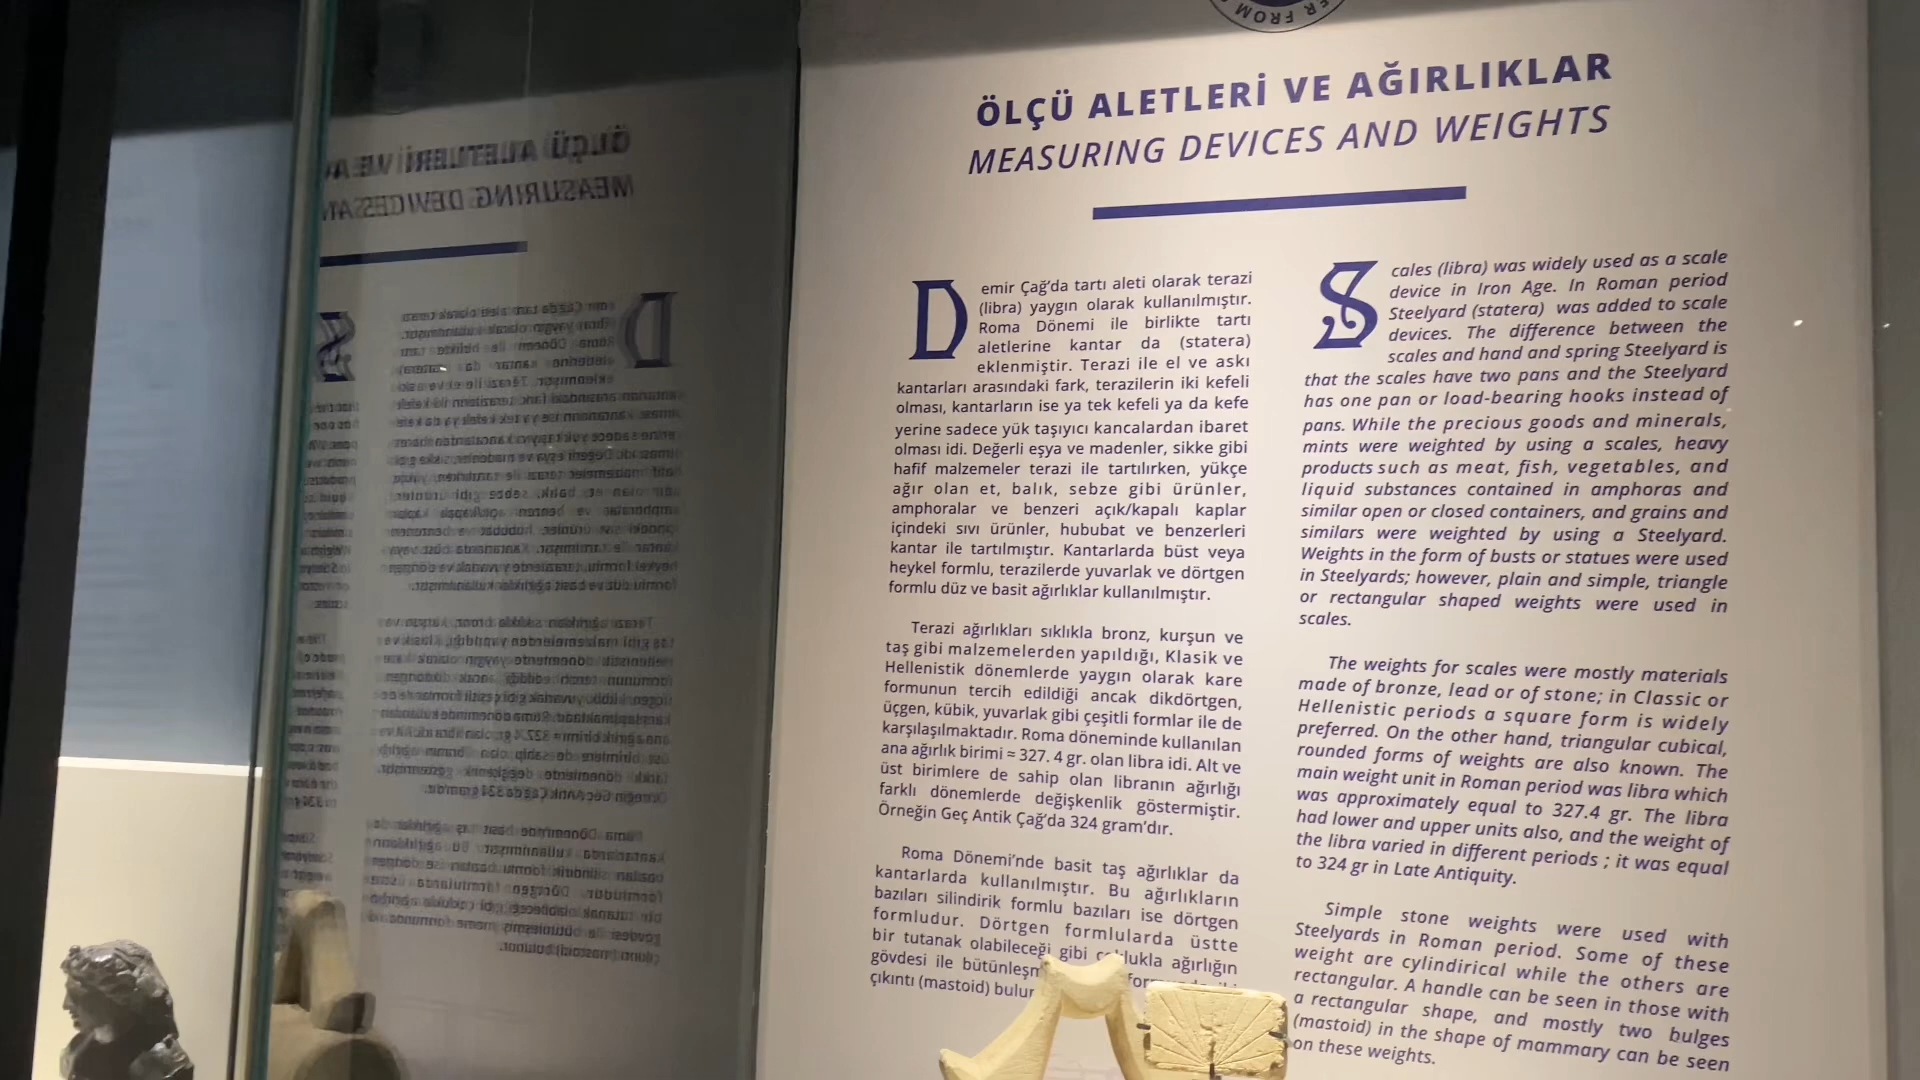 ER FROM
ÖLÇÜ ALETLERİ VE AĞIRLIKLAR
MEASURING DEVICES AND WEIGHTS
Demir Çağ’da tartı aleti olarak terazi
(libra) yaygın olarak kullanılmıştır.
Roma Dönemi ile birlikte tartı
aletlerine kantar da (statera)
eklenmiştir. Terazi ile el ve askı
kantarları arasındaki fark, terazilerin iki kefeli
olması, kantarların ise ya tek kefeli ya da kefe
yerine sadece yük taşıyıcı kancalardan ibaret
olması idi. Değerli eşya ve madenler, sikke gibi
hafif malzemeler terazi ile tartılırken, yükçe
ağır olan et, balık, sebze gibi ürünler,
amphoralar ve benzeri açık/kapalı kaplar
içindeki sıvı ürünler, hububat ve benzerleri
kantar ile tartılmıştır. Kantarlarda büst veya
heykel formlu, terazilerde yuvarlak ve dörtgen
formlu düz ve basit ağırlıklar kullanılmıştır.
Terazi ağırlıkları sıklıkla bronz, kurşun ve
taş gibi malzemelerden yapıldığı, Klasik ve
Hellenistik dönemlerde yaygın olarak kare
formunun tercih edildiği ancak dikdörtgen,
üçgen, kübik, yuvarlak gibi çeşitli formlar ile de
karşılaşılmaktadır. Roma döneminde kullanılan
ana ağırlık birimi ≈ 327. 4 gr. olan libra idi. Alt ve
üst birimlere de sahip olan libranın ağırlığı
farklı dönemlerde değişkenlik göstermiştir.
Örneğin Geç Antik Çağ’da 324 gram’dır.
Roma Dönemi’nde basit taş ağırlıklar da
kantarlarda kullanılmıştır. Bu ağırlıkların
bazıları silindirik formlu bazıları ise dörtgen
formludur. Dörtgen formlularda üstte
bir tutanak olabileceği gibi çoklukla ağırlığın
gövdesi ile
çıkıntı (mastoid)
Scales (libra) was widely used as a scale
device in Iron Age. In Roman period
Steelyard (statera) was added to scale
devices. The difference between the
scales and hand and spring Steelyard is
that the scales have two pans and the Steelyard
has one pan or load-bearing hooks instead of
pans. While the precious goods and minerals,
mints were weighted by using a scales, heavy
products such as meat, fish, vegetables, and
liquid substances contained in amphoras and
similar open or closed containers, and grains and
similars were weighted by using a Steelyard.
Weights in the form of busts or statues were used
in Steelyards; however, plain and simple, triangle
or rectangular shaped weights were used in
scales.
The weights for scales were mostly materials
made of bronze, lead or of stone; in Classic or
Hellenistic periods a square form is widely
preferred. On the other hand, triangular cubical,
rounded forms of weights are also known. The
main weight unit in Roman period was libra which
was approximately equal to 327.4 gr. The libra
had lower and upper units also, and the weight of
the libra varied in different periods ; it was equal
to 324 gr in Late Antiquity.
Simple stone weights were used with
Steelyards in Roman period. Some of these
weight are cylindirical while the others are
rectangular. A handle can be seen in those with
a rectangular shape, and mostly two bulges
(mastoid) in the shape of mammary can be seen
on these weights.